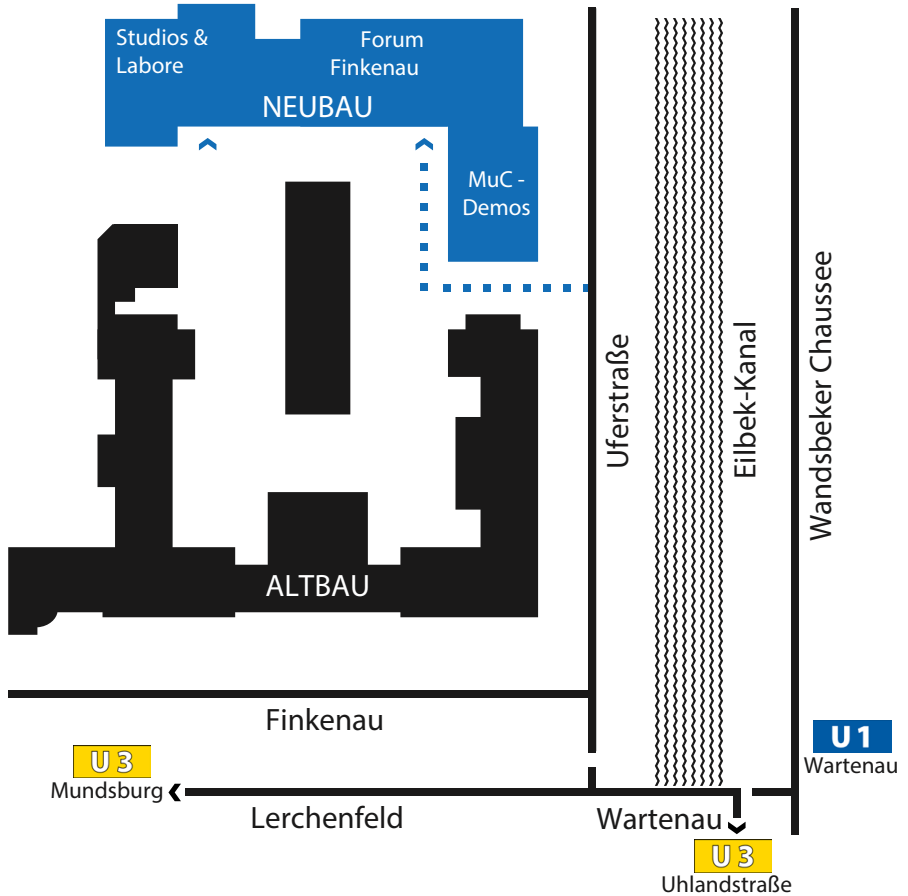 Studios &
Labore
Forum
Finkenau
NEUBAU
MuC -
Demos
Uferstraße
Eilbek-Kanal
Wandsbeker Chaussee
ALTBAU
Finkenau
U 3
Mundsburg
Lerchenfeld
Wartenau
U 1
Wartenau
U 3
Uhlandstraße